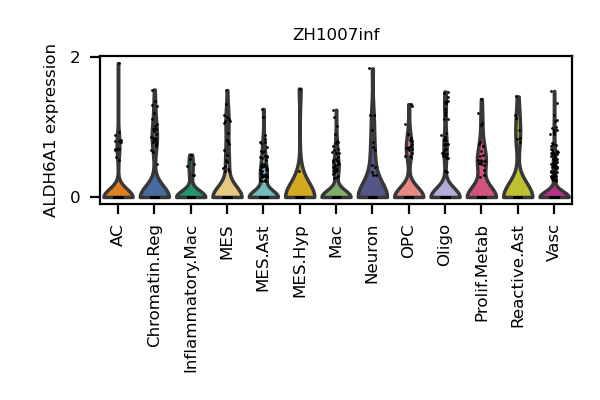 ZH1007inf
ALDH6A1 expression
2
0
AC
Chromatin.Reg
Inflammatory.Mac
MES
MES.Ast
MES.Hyp
Mac
Neuron
OPC
Oligo
Prolif.Metab
Reactive.Ast
Vasc